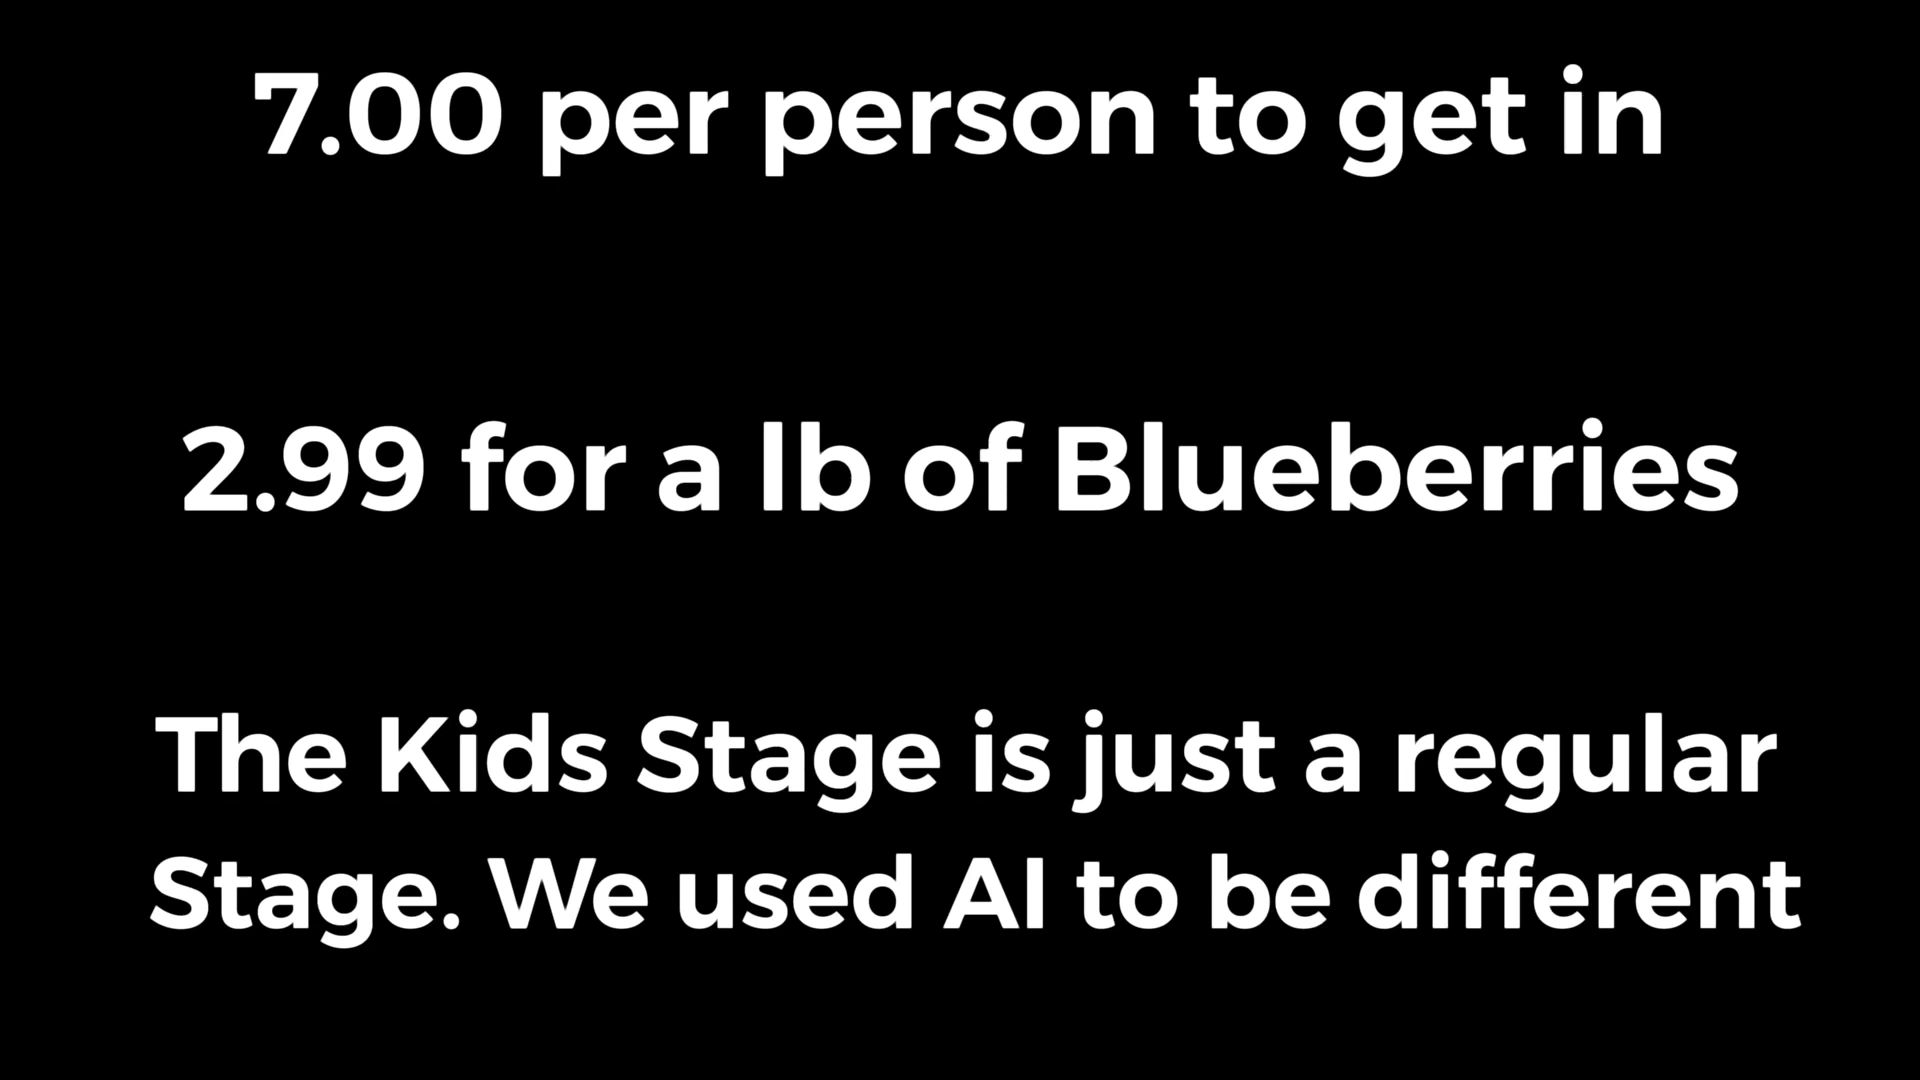 7.00 per person to get in
2.99 for a lb of Blueberries
The Kids Stage is just a regular
Stage. We used AI to be different